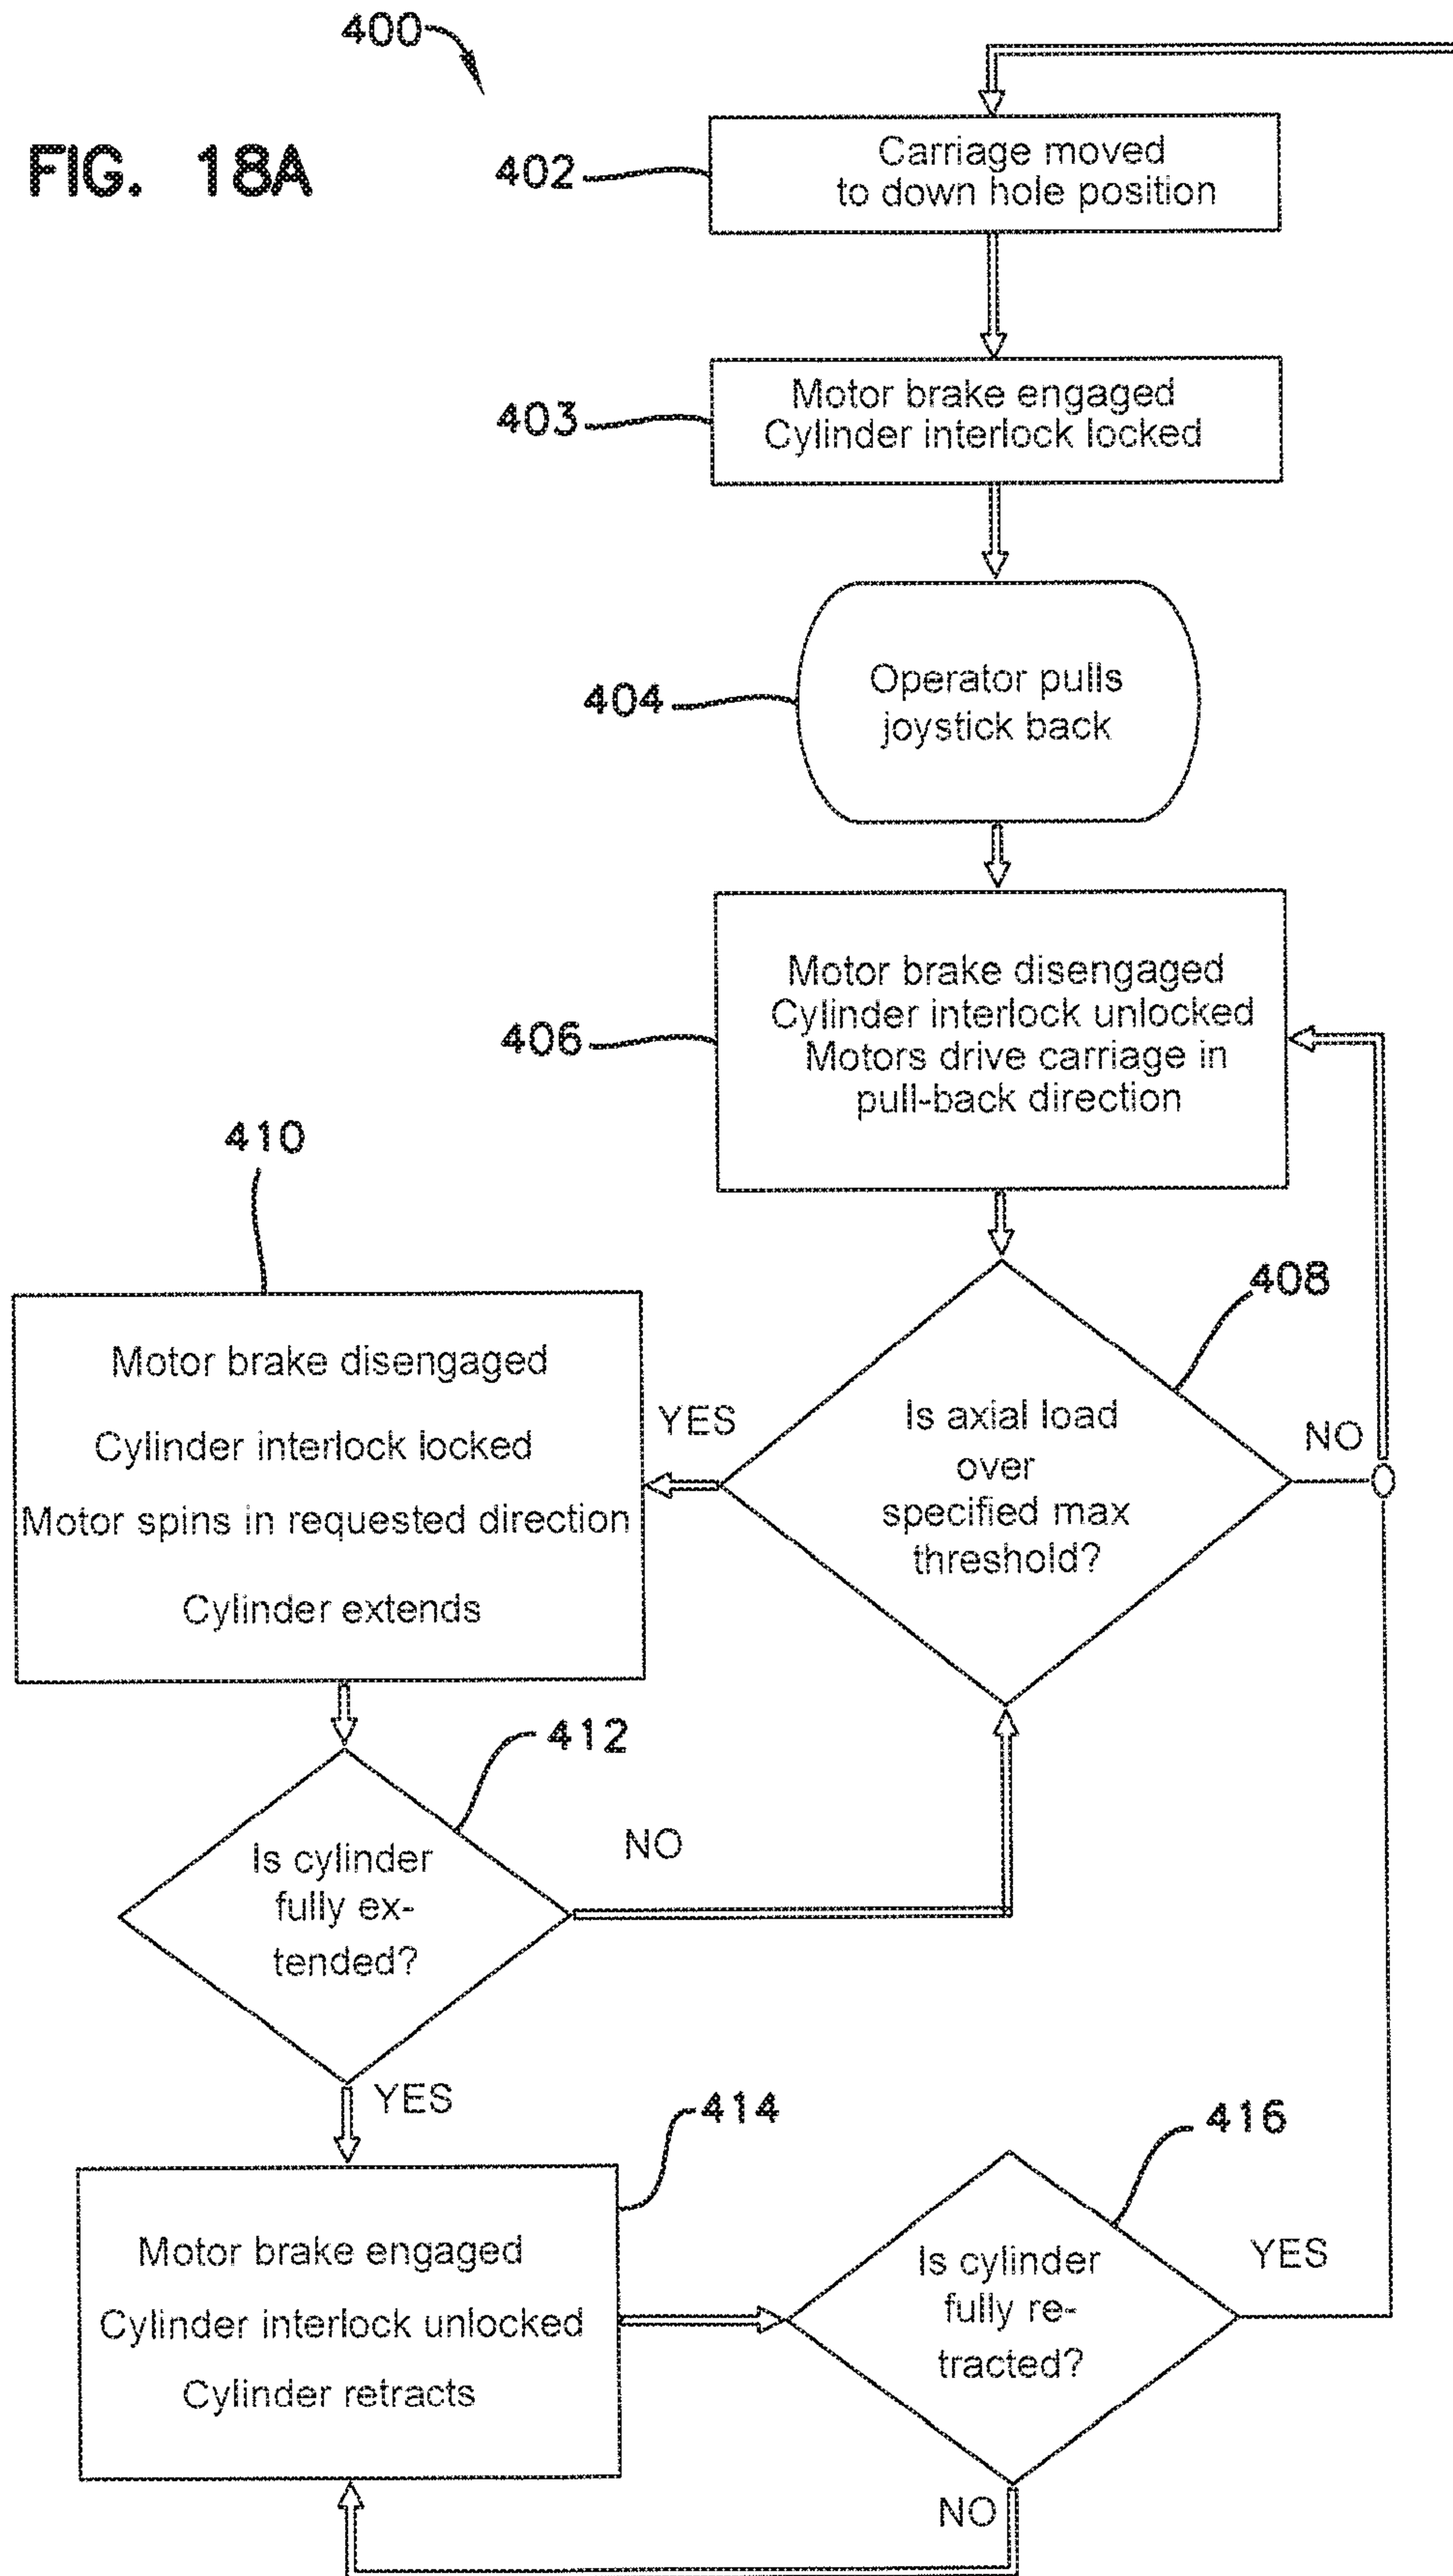 400
FIG. 18A
402
Carriage moved
to down hole position
403
Motor brake engaged
Cylinder interlock locked
404
Operator pulls
joystick back
406
Motor brake disengaged
Cylinder interlock unlocked
Motors drive carriage in
pull-back direction
410
Motor brake disengaged
Cylinder interlock locked
Motor spins in requested direction
Cylinder extends
YES
408
Is axial load
over
specified max
threshold?
NO
412
Is cylinder
fully ex-
tended?
NO
YES
414
Motor brake engaged
Cylinder interlock unlocked
Cylinder retracts
416
Is cylinder
fully re-
tracted?
YES
NO